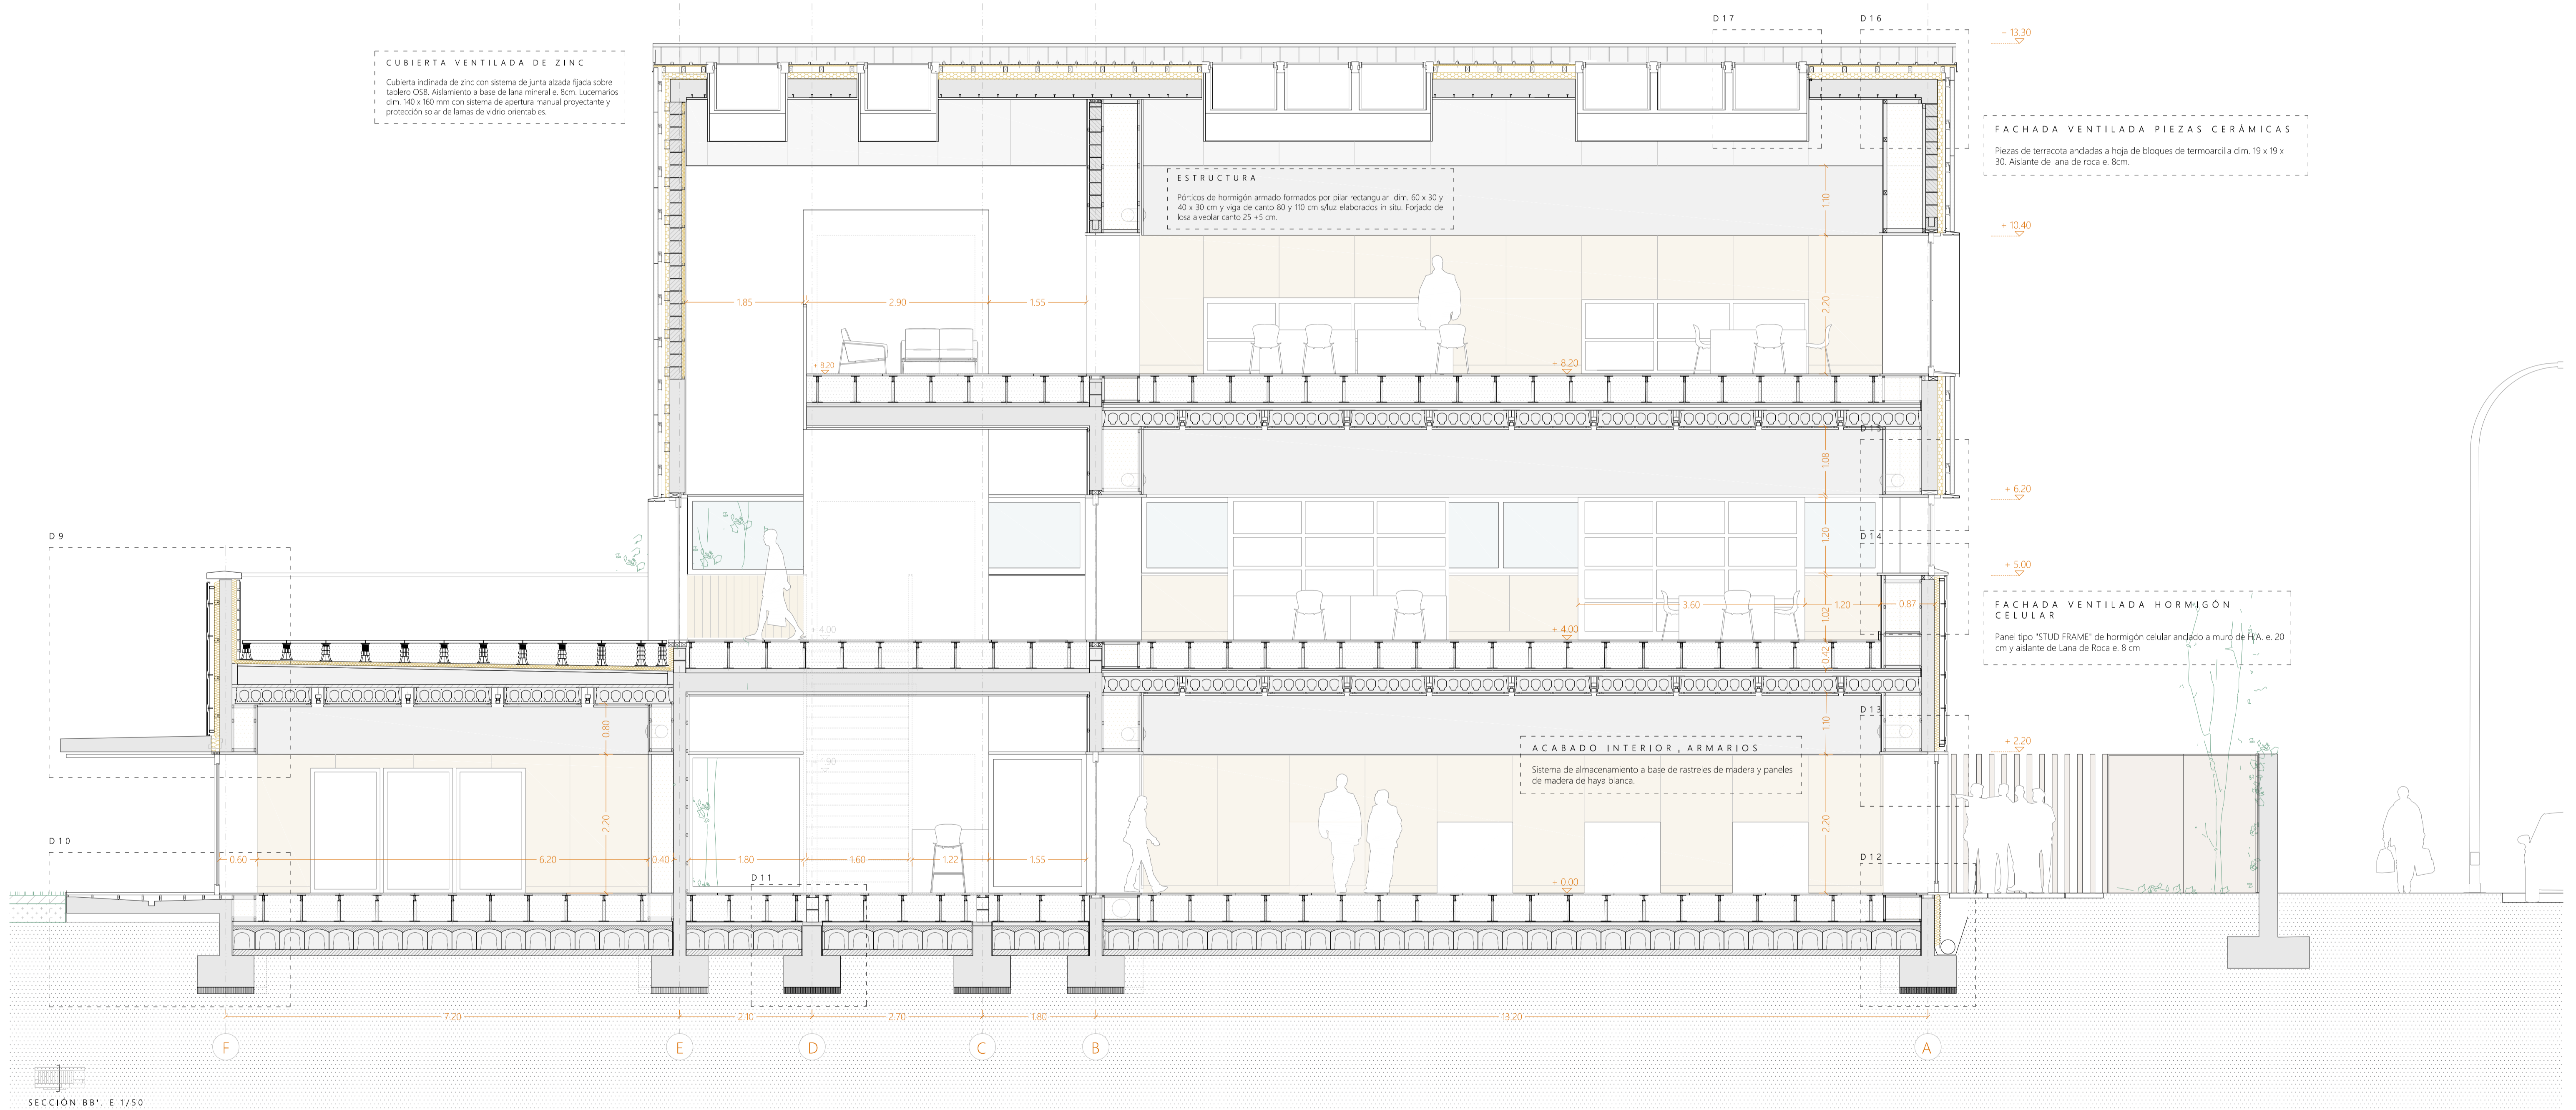 D17
D16
+ 13.30
CUBIERTA VENTILADA DE ZINC
Cubierta inclinada de zinc con sistema de junta alzada fijada sobre
tablero OSB. Aislamiento a base de lana mineral e. 8cm. Lucernarios
dim. 140 x 160 mm con sistema de apertura manual proyectante y
protección solar de lamas de vidrio orientables.
FACHADA VENTILADA PIEZAS CERÁMICAS
Piezas de terracota ancladas a hoja de bloques de termoarcilla dim. 19 x 19 x
30. Aislante de lana de roca e. 8cm.
ESTRUCTURA
Pórticos de hormigón armado formados por pilar rectangular dim. 60 x 30 y
40 x 30 cm y viga de canto 80 y 110 cm s/luz elaborados in situ. Forjado de
losa alveolar canto 25 +5 cm.
1.10
+ 10.40
1.85
2.90
1.55
2.20
+ 8.20
+ 8.20
D15
1.08
+ 6.20
D9
1.20
D14
+ 5.00
3.60
1.20
0.87
1.02
FACHADA VENTILADA HORMIGÓN
CELULAR
Panel tipo "STUD FRAME" de hormigón celular anclado a muro de H.A. e. 20
cm y aislante de Lana de Roca e. 8 cm
+ 4.00
+ 4.00
0.42
D13
0.80
1.10
+ 2.20
ACABADO INTERIOR, ARMARIOS
Sistema de almacenamiento a base de rastreles de madera y paneles
de madera de haya blanca.
+ 1.90
2.20
2.20
D10
0.60
6.20
0.40
1.80
1.60
1.22
1.55
D12
D11
+ 0.00
7.20
2.10
2.70
1.80
13.20
F
E
D
C
B
A
SECCIÓN BB'. E 1/50